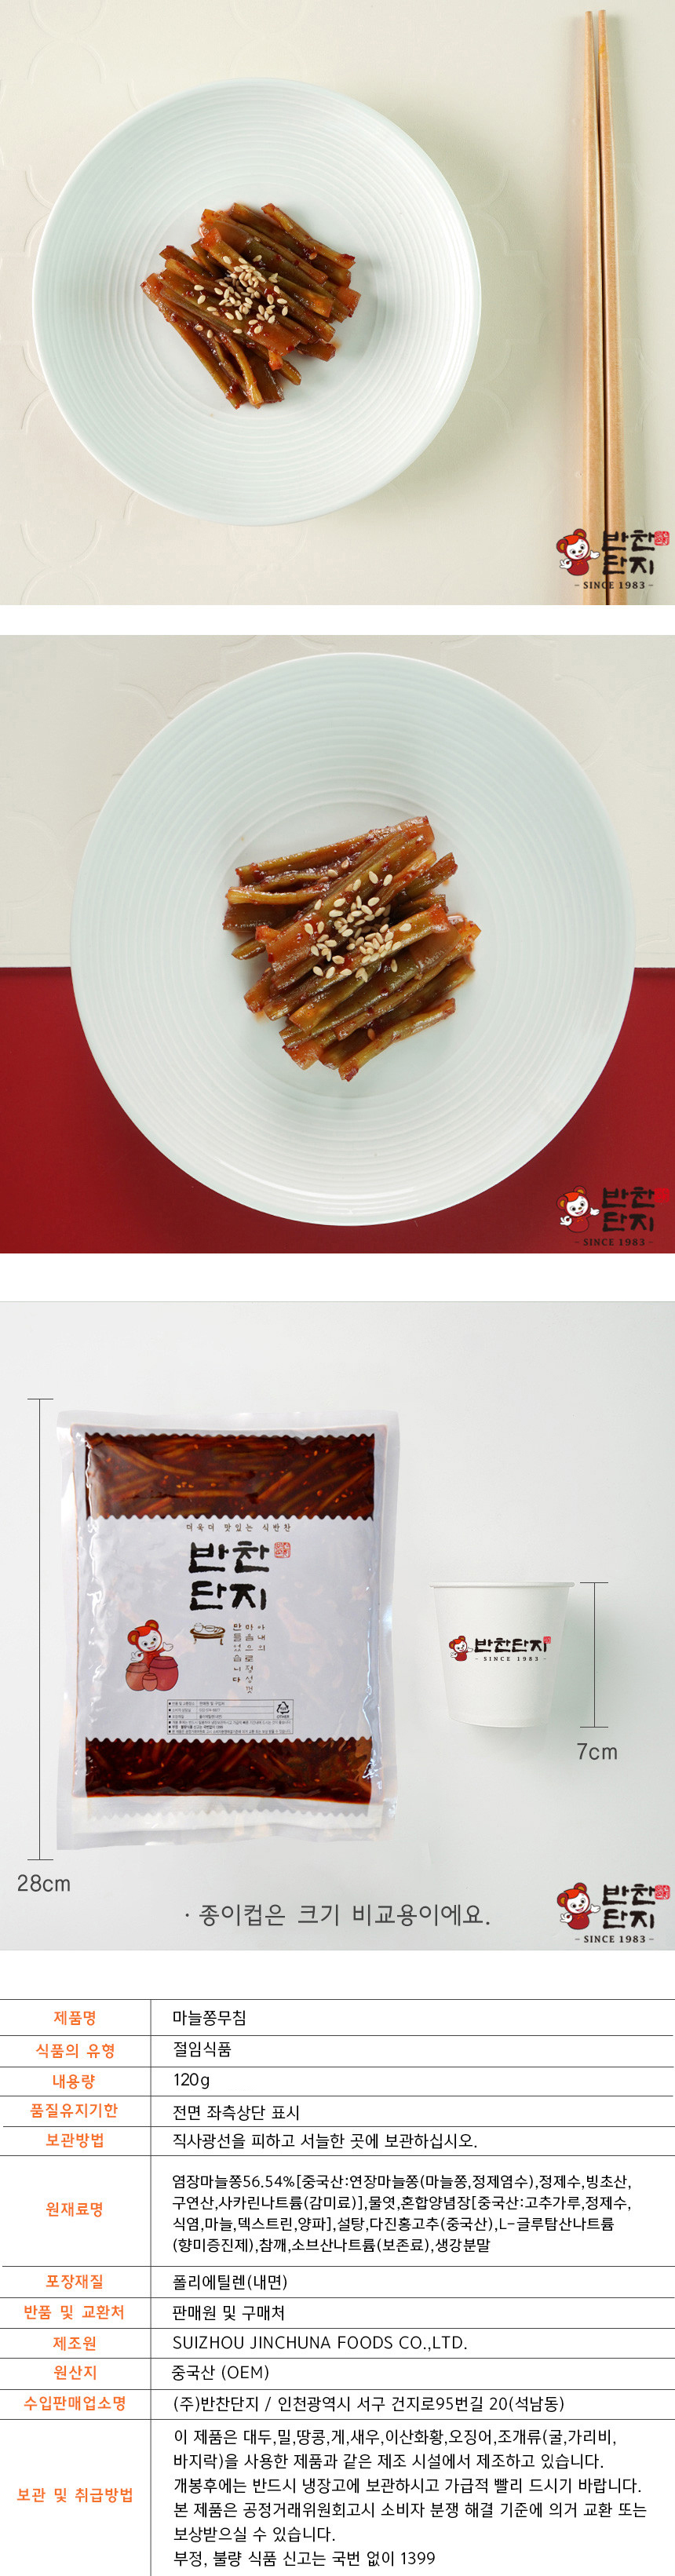 반찬
단지
- SINCE 1983 -
반찬
단지
- SINCE 1983 -
더욱더 맛있는 식반찬
반찬
단지
아내의
마음으로 정성껏
만들었습니다
반찬단지
- SINCE 1983 -
7cm
28cm
· 종이컵은 크기 비교용이에요.
반찬
단지
- SINCE 1983 -
제품명 마늘쫑무침
식품의 유형 절임식품
내용량 120g
품질유지기한 전면 좌측상단 표시
보관방법 직사광선을 피하고 서늘한 곳에 보관하십시오.
원재료명
염장마늘쫑56.54%[중국산:연장마늘쫑(마늘쫑,정제염수),정제수,빙초산,
구연산,사카린나트륨(감미료)],물엿,혼합양념장[중국산:고추가루,정제수,
식염,마늘,덱스트린,양파],설탕,다진홍고추(중국산),L-글루탐산나트륨
(향미증진제),참깨,소브산나트륨(보존료),생강분말
포장재질 폴리에틸렌(내면)
반품 및 교환처 판매원 및 구매처
제조원 SUIZHOU JINCHUNA FOODS CO.,LTD.
원산지 중국산 (OEM)
수입판매업소명 (주)반찬단지 / 인천광역시 서구 건지로95번길 20(석남동)
보관 및 취급방법
이 제품은 대두,밀,땅콩,게,새우,이산화황,오징어,조개류(굴,가리비,
바지락)을 사용한 제품과 같은 제조 시설에서 제조하고 있습니다.
개봉후에는 반드시 냉장고에 보관하시고 가급적 빨리 드시기 바랍니다.
본 제품은 공정거래위원회고시 소비자 분쟁 해결 기준에 의거 교환 또는
보상받으실 수 있습니다.
부정, 불량 식품 신고는 국번 없이 1399